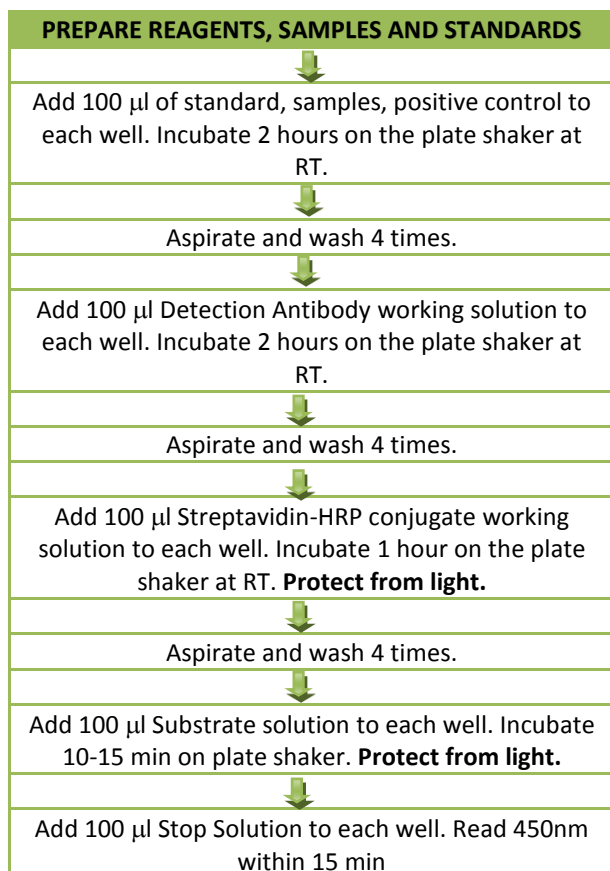 PREPARE REAGENTS, SAMPLES AND STANDARDS
Add 100 μl of standard, samples, positive control to
each well. Incubate 2 hours on the plate shaker at
RT.
Aspirate and wash 4 times.
Add 100 μl Detection Antibody working solution to
each well. Incubate 2 hours on the plate shaker at
RT.
Aspirate and wash 4 times.
Add 100 μl Streptavidin-HRP conjugate working
solution to each well. Incubate 1 hour on the plate
shaker at RT. Protect from light.
Aspirate and wash 4 times.
Add 100 μl Substrate solution to each well. Incubate
10-15 min on plate shaker. Protect from light.
Add 100 μl Stop Solution to each well. Read 450nm
within 15 min